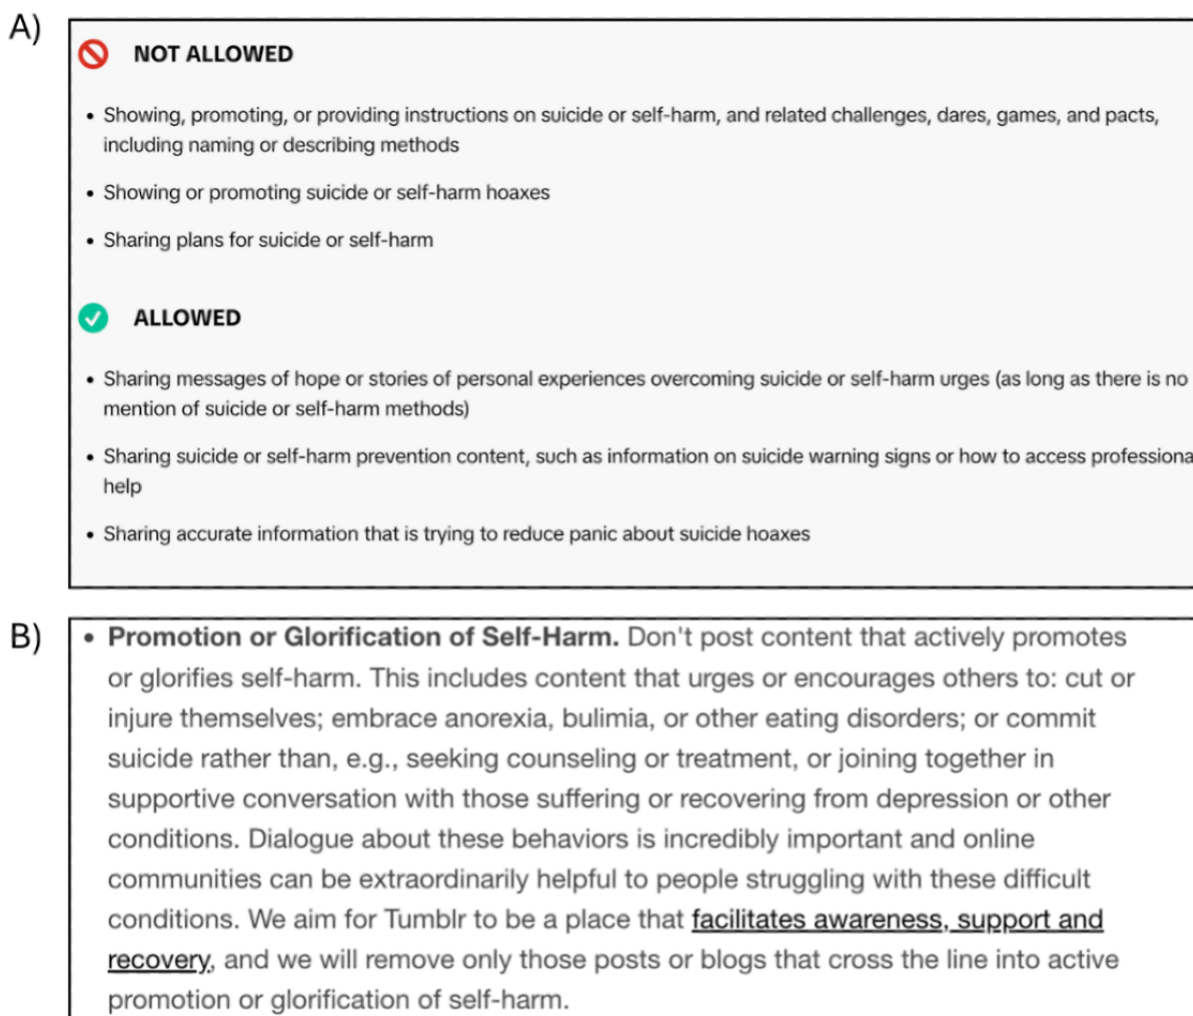 A)
NOT ALLOWED
• Showing, promoting, or providing instructions on suicide or self-harm, and related challenges, dares, games, and pacts,
including naming or describing methods
• Showing or promoting suicide or self-harm hoaxes
• Sharing plans for suicide or self-harm
ALLOWED
• Sharing messages of hope or stories of personal experiences overcoming suicide or self-harm urges (as long as there is no
mention of suicide or self-harm methods)
• Sharing suicide or self-harm prevention content, such as information on suicide warning signs or how to access professiona
help
• Sharing accurate information that is trying to reduce panic about suicide hoaxes
B)
• Promotion or Glorification of Self-Harm. Don't post content that actively promotes
or glorifies self-harm. This includes content that urges or encourages others to: cut or
injure themselves; embrace anorexia, bulimia, or other eating disorders; or commit
suicide rather than, e.g., seeking counseling or treatment, or joining together in
supportive conversation with those suffering or recovering from depression or other
conditions. Dialogue about these behaviors is incredibly important and online
communities can be extraordinarily helpful to people struggling with these difficult
conditions. We aim for Tumblr to be a place that facilitates awareness, support and
recovery, and we will remove only those posts or blogs that cross the line into active
promotion or glorification of self-harm.